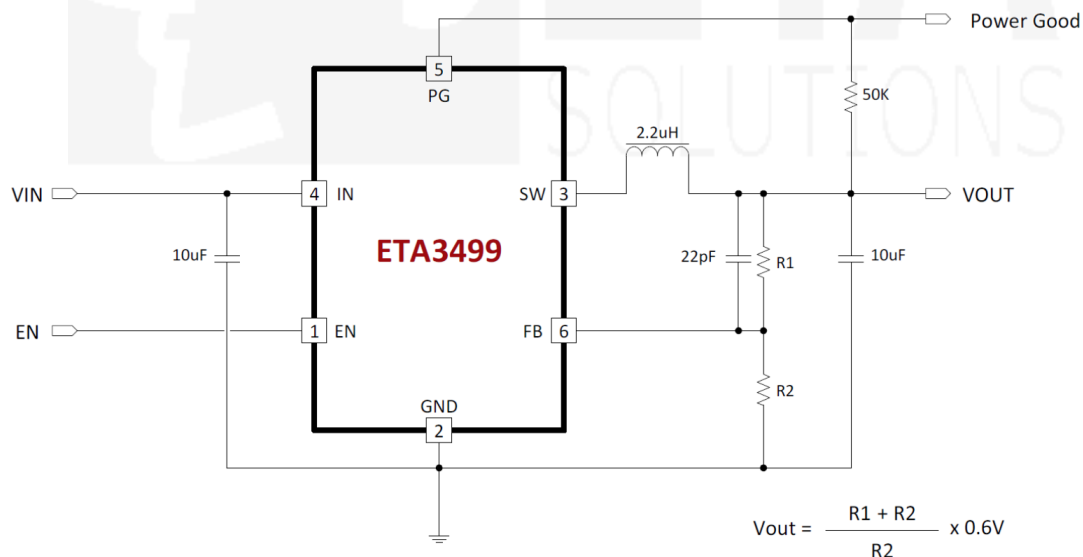 Power Good
5
PG
50K
SOLUTIONS
2.2uH
VIN
4 IN
SW 3
VOUT
10uF
ETA3499
22pF
R1
10uF
EN
1 EN
FB 6
R2
GND
2
Vout = R1 + R2 x 0.6V
R2